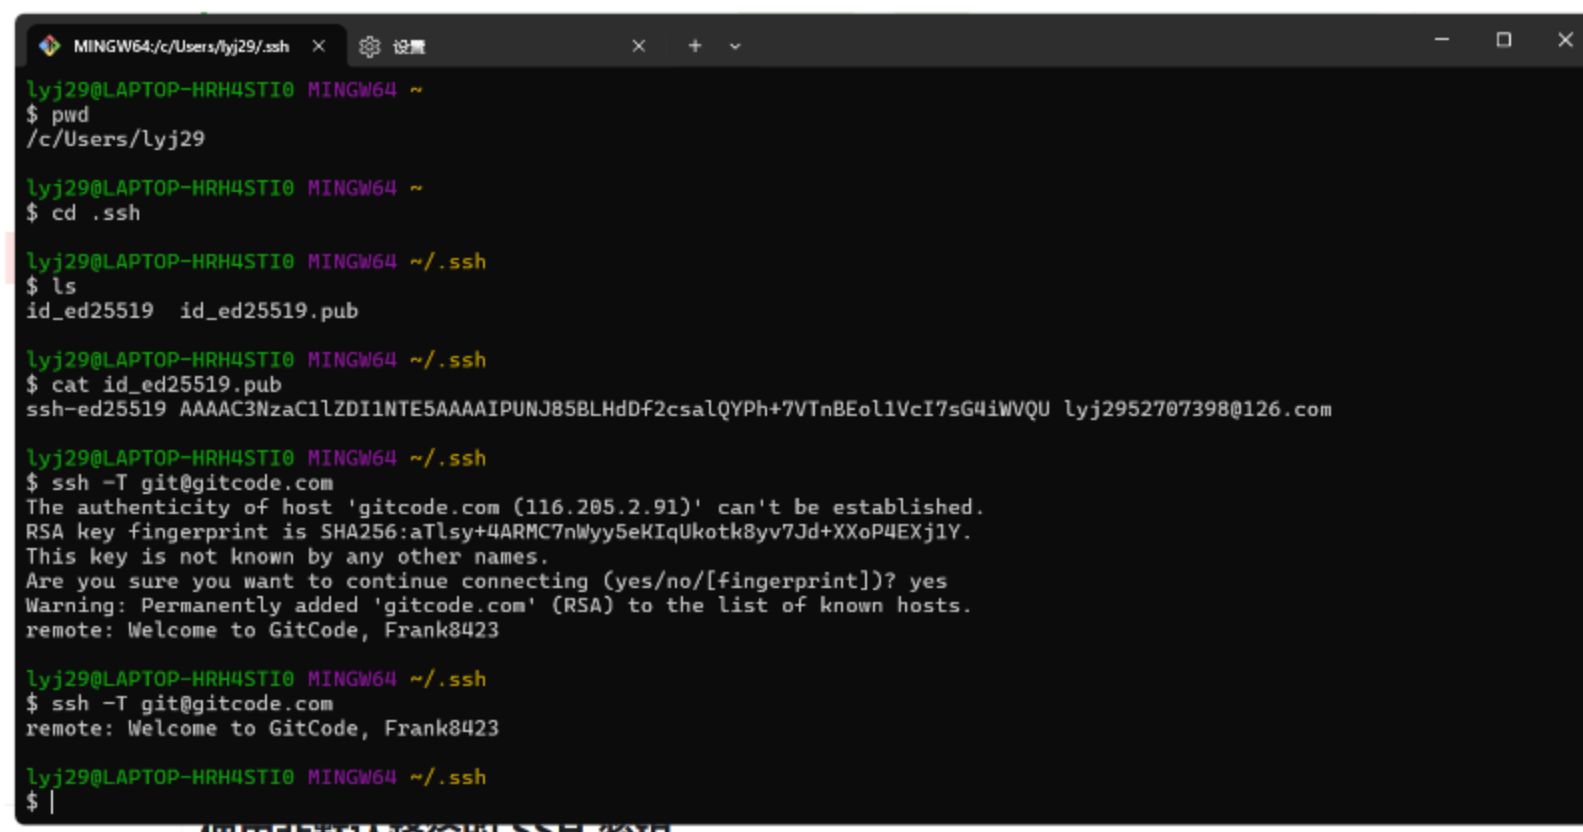 MINGW64:/c/Users/lyj29/.ssh
设置
lyj29@LAPTOP-HRH4STI0 MINGW64 ~
$ pwd
/c/Users/lyj29
lyj29@LAPTOP-HRH4STI0 MINGW64 ~
$ cd .ssh
lyj29@LAPTOP-HRH4STI0 MINGW64 ~/.ssh
$ ls
id_ed25519  id_ed25519.pub
lyj29@LAPTOP-HRH4STI0 MINGW64 ~/.ssh
$ cat id_ed25519.pub
ssh-ed25519 AAAAC3NzaC1lZDI1NTE5AAAAIPUNJ85BLHdDf2csalQYPh+7VTnBEol1VcI7sG4iWVQU lyj2952707398@126.com
lyj29@LAPTOP-HRH4STI0 MINGW64 ~/.ssh
$ ssh -T git@gitcode.com
The authenticity of host 'gitcode.com (116.205.2.91)' can't be established.
RSA key fingerprint is SHA256:aTlsy+4ARMC7nWyy5eKIqUkotk8yv7Jd+XXoP4EXj1Y.
This key is not known by any other names.
Are you sure you want to continue connecting (yes/no/[fingerprint])? yes
Warning: Permanently added 'gitcode.com' (RSA) to the list of known hosts.
remote: Welcome to GitCode, Frank8423
lyj29@LAPTOP-HRH4STI0 MINGW64 ~/.ssh
$ ssh -T git@gitcode.com
remote: Welcome to GitCode, Frank8423
lyj29@LAPTOP-HRH4STI0 MINGW64 ~/.ssh
$